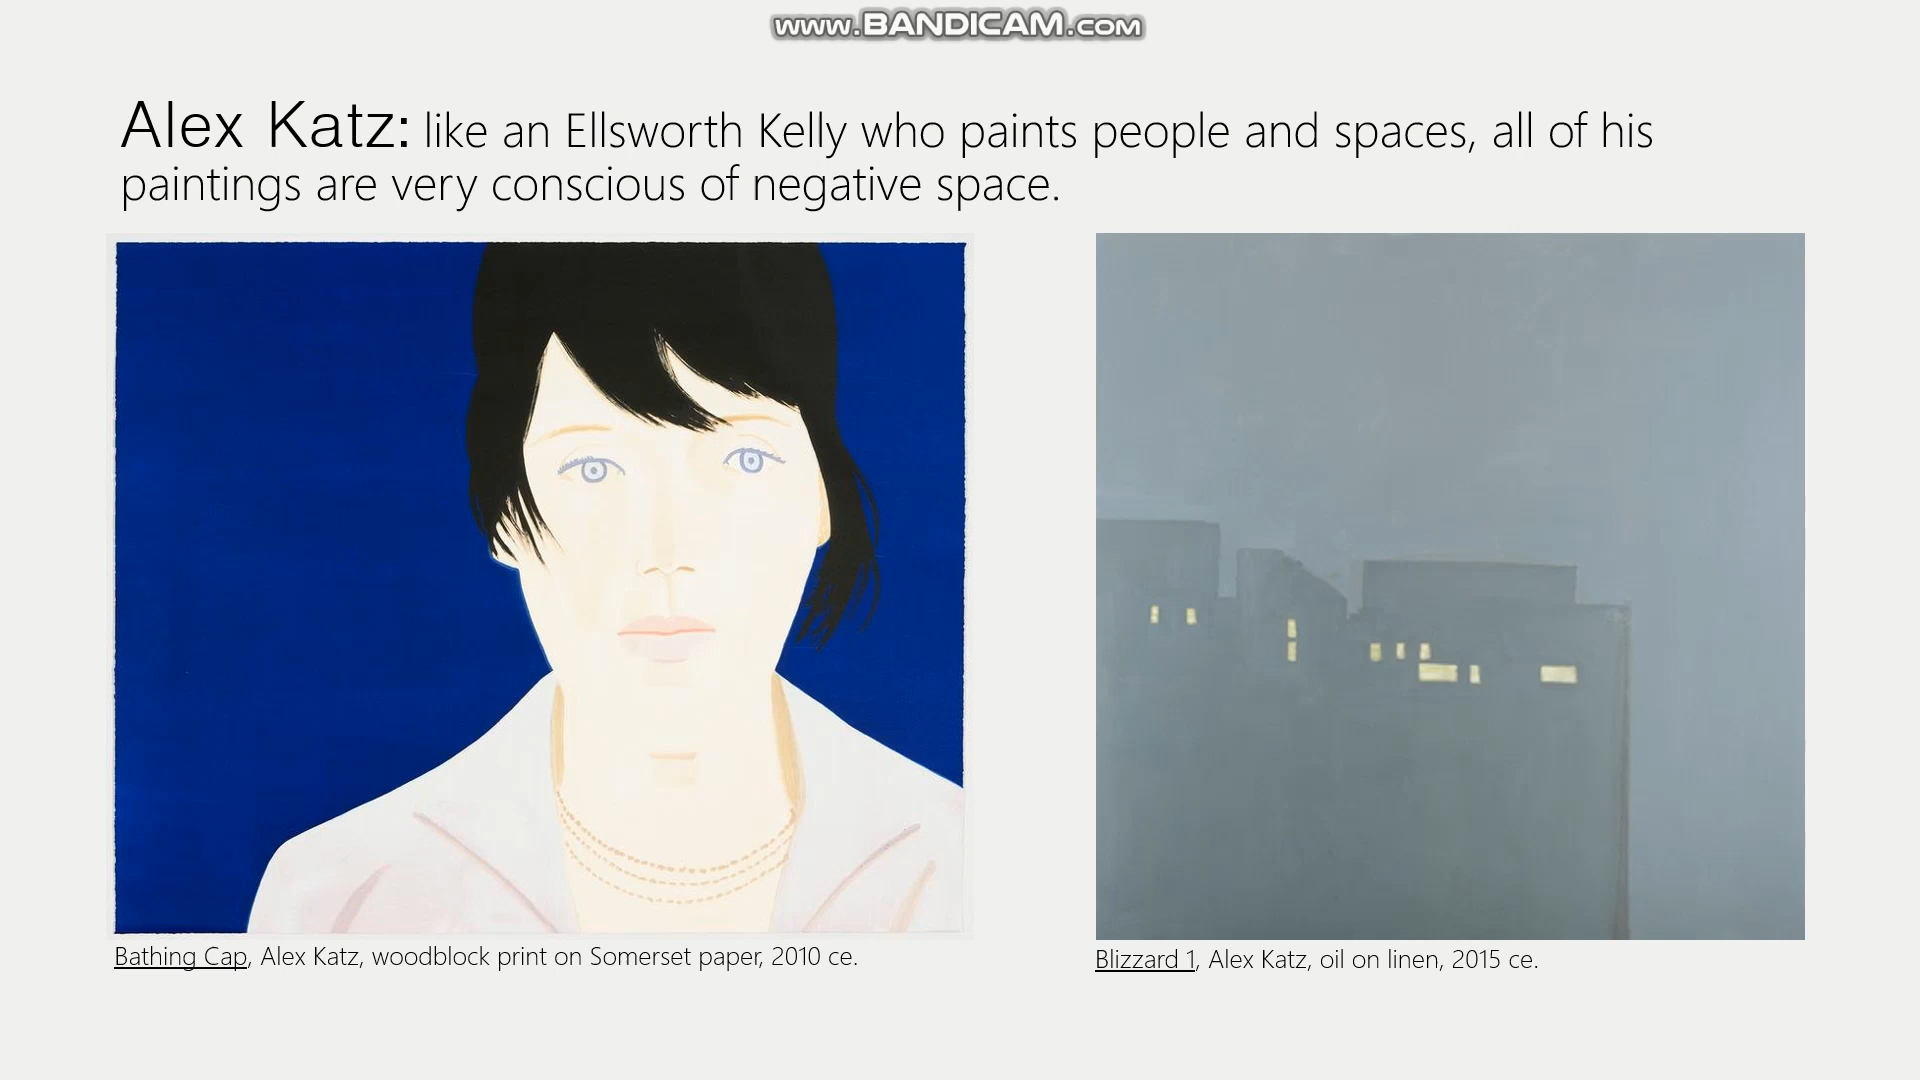 www.BANDICAM.com
Alex Katz: like an Ellsworth Kelly who paints people and spaces, all of his
paintings are very conscious of negative space.
Bathing Cap, Alex Katz, woodblock print on Somerset paper, 2010 ce.
Blizzard 1, Alex Katz, oil on linen, 2015 ce.